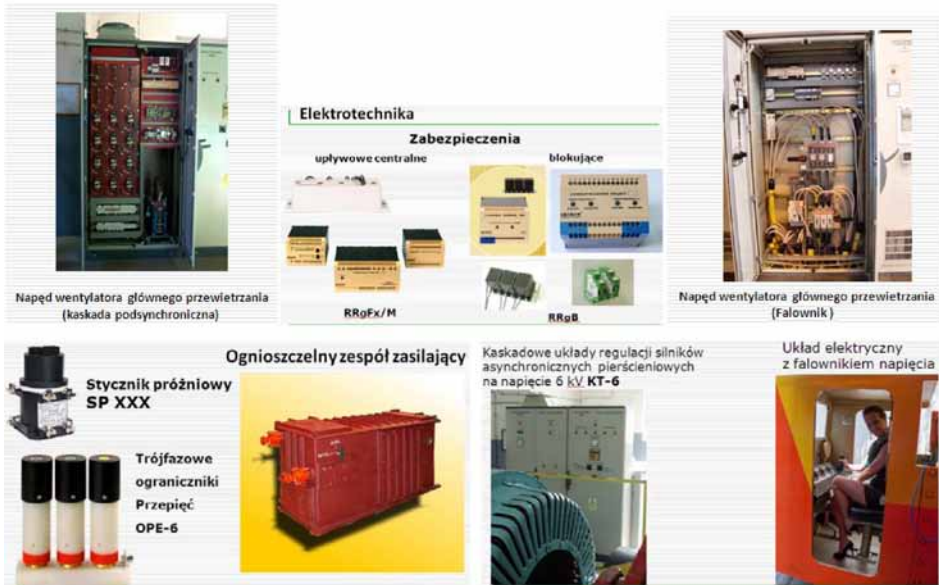 Elektrotechnika
Zabezpieczenia
upływowe centralne
blokujące
RRgFx/M
RRgB
Napęd wentylatora głównego przewietrzania
(kaskada podsynchroniczna)
Napęd wentylatora głównego przewietrzania
(Falownik )
Stycznik próżniowy
SP XXX
Trójfazowe
ograniczniki
Przepięć
OPE-6
Ognioszczelny zespół zasilający
Kaskadowe układy regulacji silników
asynchronicznych pierścieniowych
na napięcie 6 kV KT-6
Układ elektryczny
z falownikiem napięcia